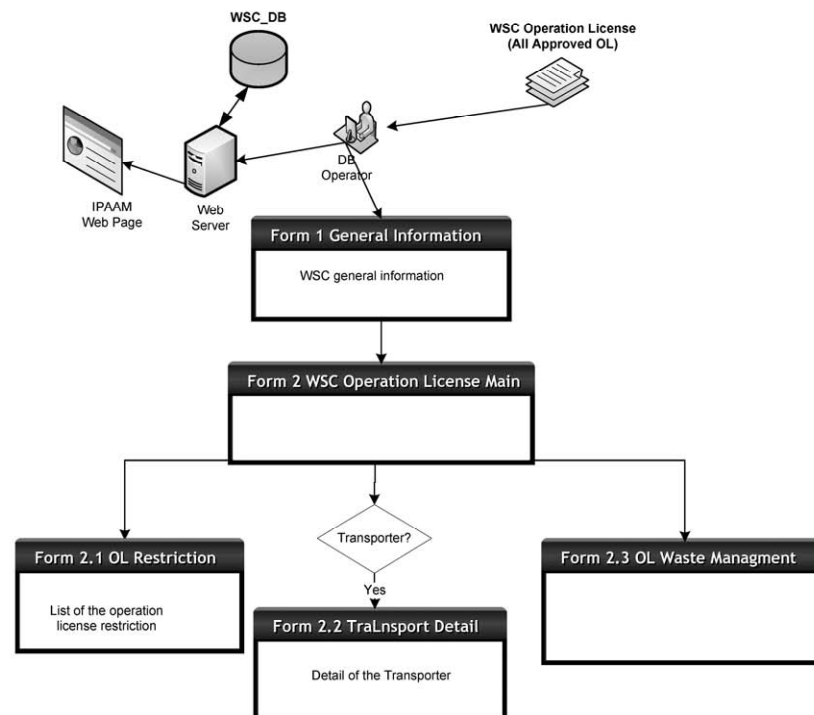 WSC_DB
WSC Operation License
(All Approved OL)
DB
Operator
IPAAM
Web Page
Web
Server
Form 1 General Information
WSC general information
Form 2 WSC Operation License Main
Transporter?
Form 2.1 OL Restriction
Form 2.3 OL Waste Managment
Yes
List of the operation
license restriction
Form 2.2 TraLnsport Detail
Detail of the Transporter